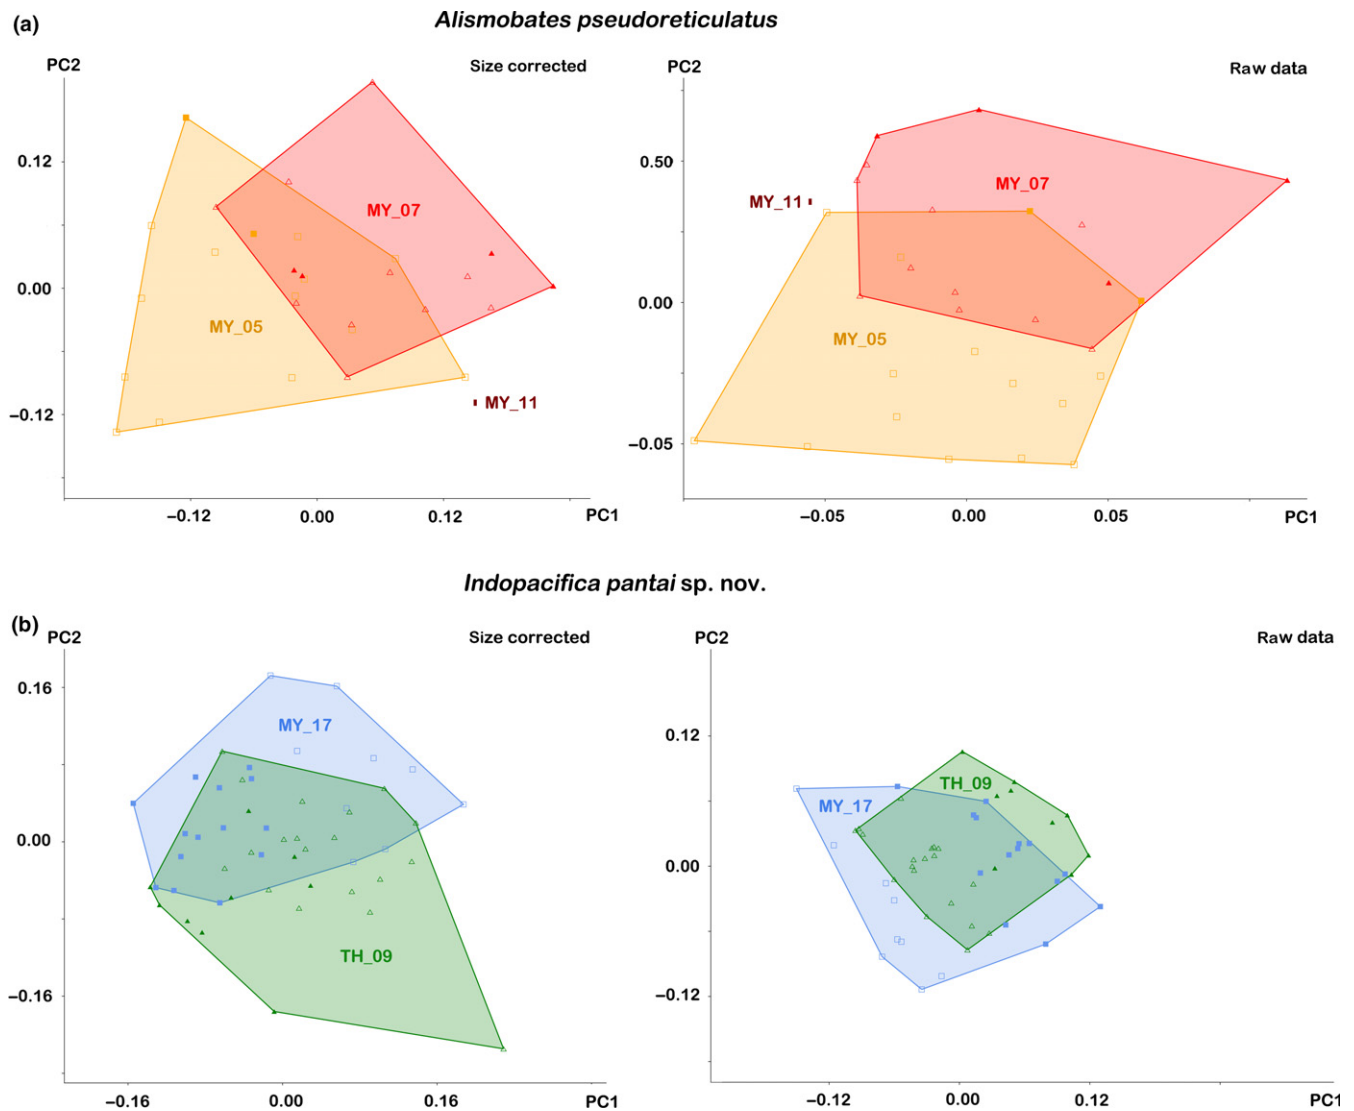 Alismobates pseudoreticulatus
(a)
PC2
Size corrected
0.12
0.00
−0.12
MY_07
MY_05
MY_11
−0.12
0.00
0.12
PC1
PC2
Raw data
0.50
0.00
−0.05
MY_07
MY_11
MY_05
−0.05
0.00
0.05
PC1
Indopacifica pantai sp. nov.
(b)
PC2
Size corrected
0.16
0.00
−0.16
MY_17
TH_09
−0.16
0.00
0.16
PC1
PC2
Raw data
0.12
0.00
−0.12
TH_09
MY_17
−0.12
0.00
0.12
PC1